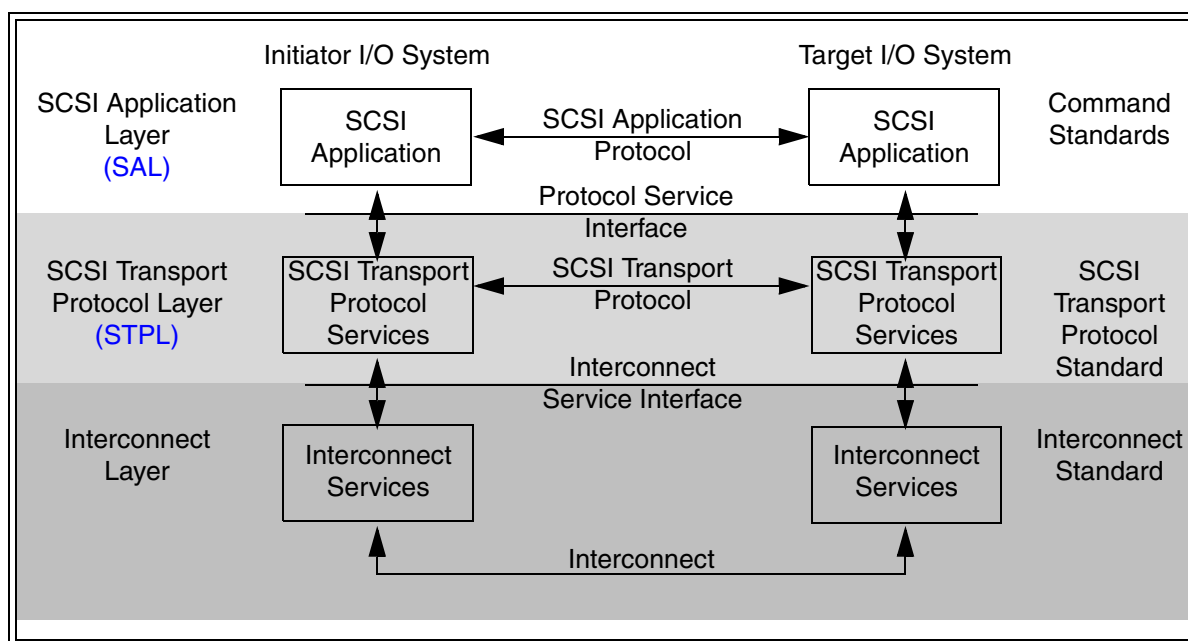 Initiator I/O System
Target I/O System
SCSI Application
Layer
(SAL)
SCSI
Application
SCSI Application
Protocol
SCSI
Application
Command
Standards
Protocol Service
Interface
SCSI Transport
Protocol Layer
(STPL)
SCSI Transport
Protocol
Services
SCSI Transport
Protocol
SCSI Transport
Protocol
Services
SCSI
Transport
Protocol
Standard
Interconnect
Service Interface
Interconnect
Layer
Interconnect
Services
Interconnect
Services
Interconnect
Standard
Interconnect